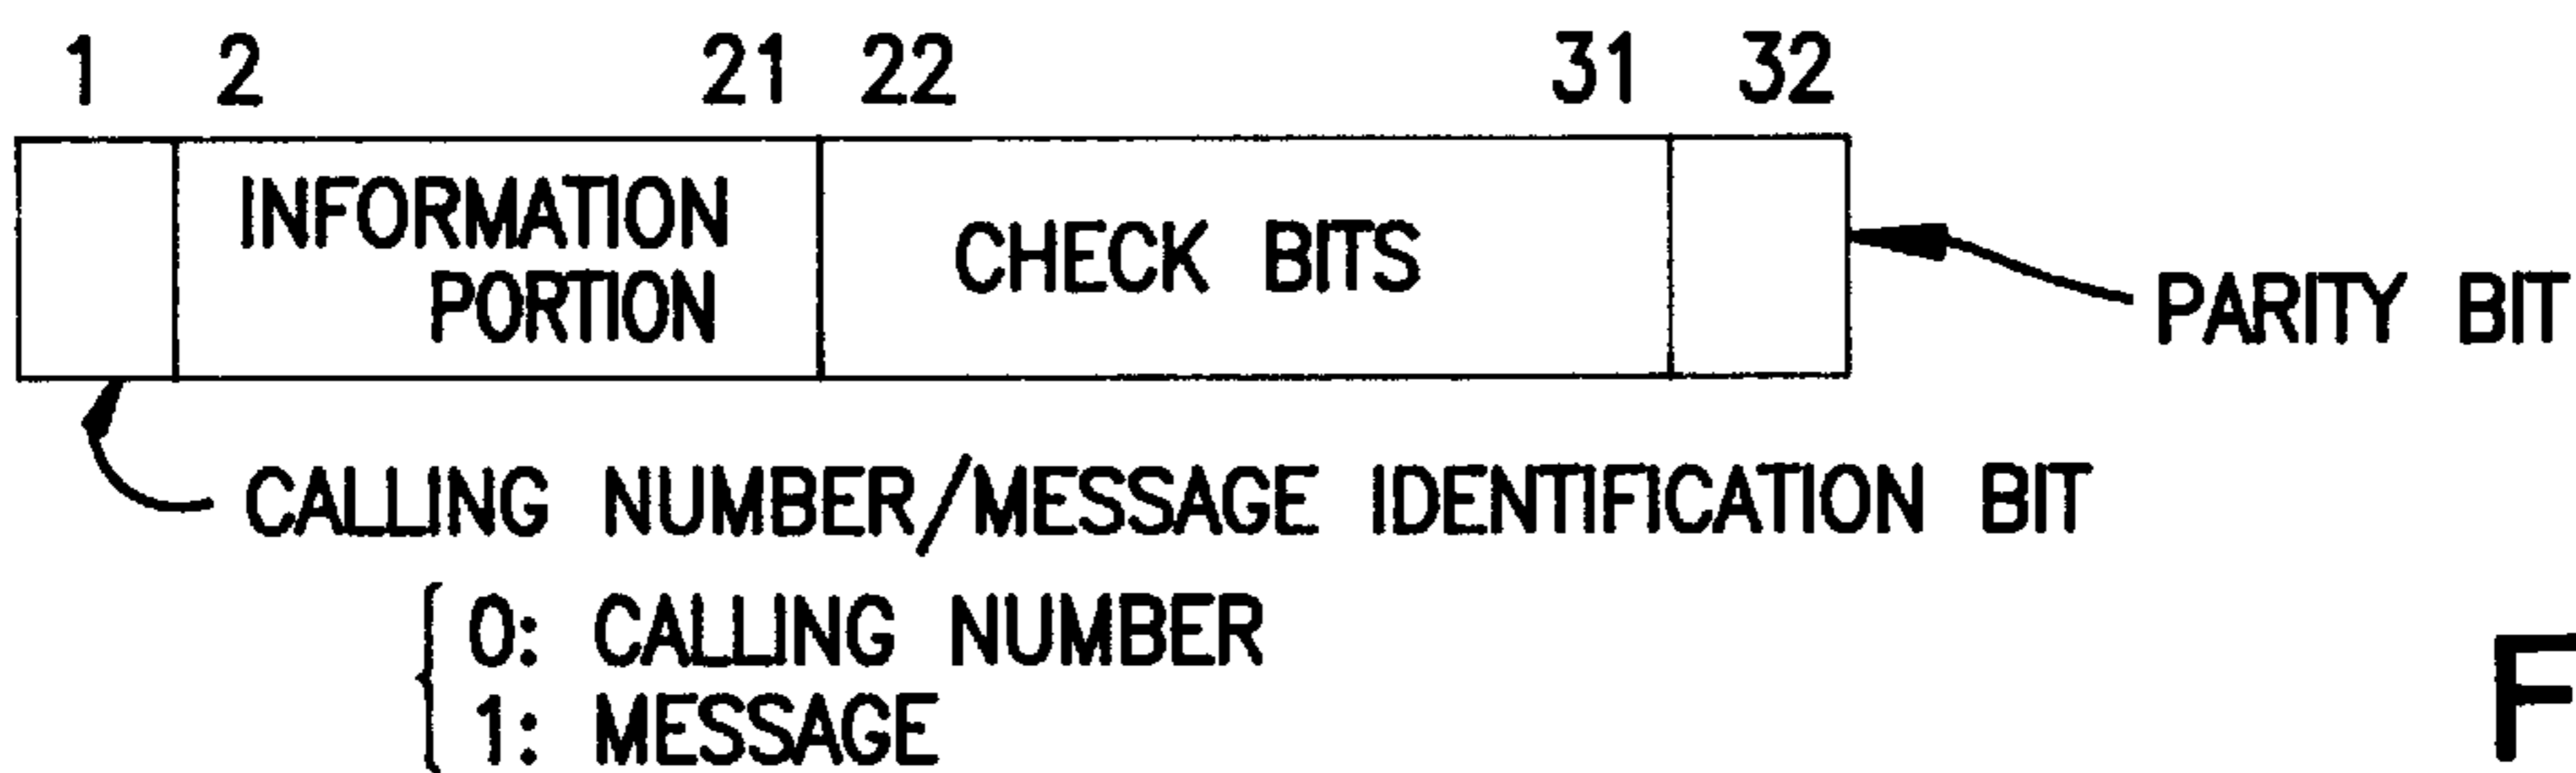 1 2 21 22 31 32
INFORMATION
PORTION
CHECK BITS
PARITY BIT
CALLING NUMBER/MESSAGE IDENTIFICATION BIT
0: CALLING NUMBER
1: MESSAGE
F